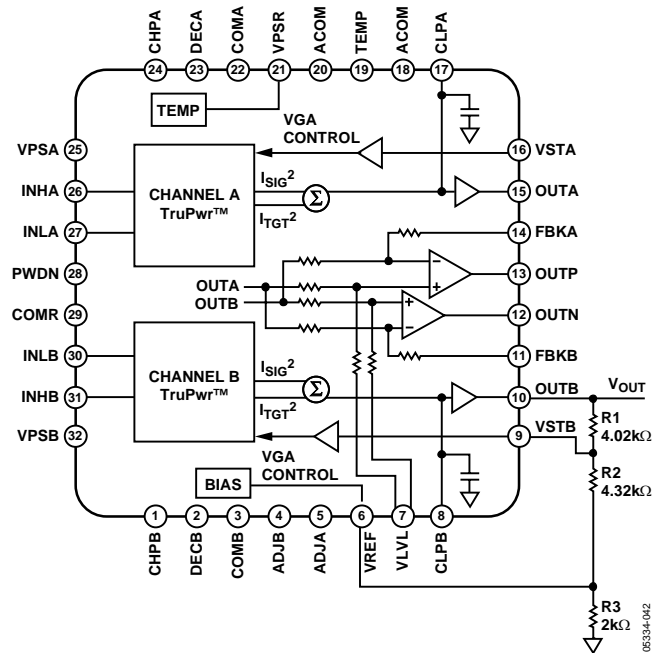 CHPA DECA COMA VPSR ACOM TEMP ACOM CLPA
24 23 22 21 20 19 18 17
TEMP
VGA
CONTROL
VPSA 25
16 VSTA
INHA 26
CHANNEL A
TruPwr™
ISIG2
Σ
ITGT2
15 OUTA
INLA 27
14 FBKA
PWDN 28
OUTA
OUTB
–
+
13 OUTP
COMR 29
+
–
12 OUTN
INLB 30
11 FBKB
CHANNEL B
TruPwr™
ISIG2
Σ
ITGT2
INHB 31
10 OUTB
VOUT
VPSB 32
9 VSTB
R1
4.02kΩ
VGA
CONTROL
R2
4.32kΩ
BIAS
1 2 3 4 5 6 7 8
CHPB DECB COMB ADJB ADJA VREF VLVL CLPB
R3
2kΩ
05334-042